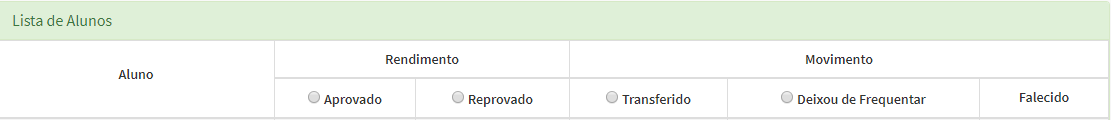 Lista de Alunos
Aluno
Rendimento
Movimento
Aprovado
Reprovado
Transferido
Deixou de Frequentar
Falecido